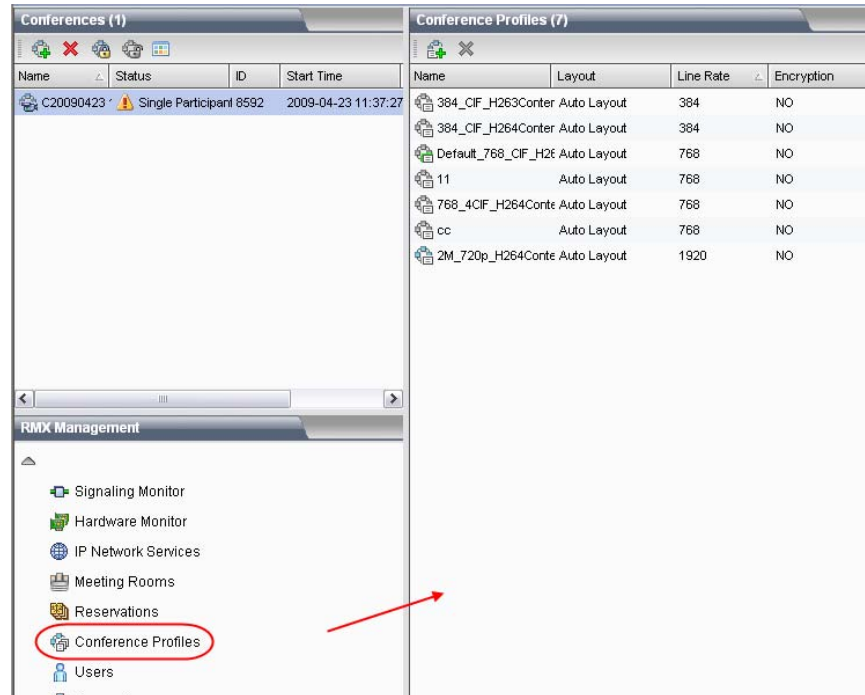 Conferences (1)
Name Status ID Start Time
C20090423 Single Participant 8592 2009-04-23 11:37:27
RMX Management
Signaling Monitor
Hardware Monitor
IP Network Services
Meeting Rooms
Reservations
Conference Profiles
Users
Conference Profiles (7)
Name Layout Line Rate Encryption
384_CIF_H263Conter Auto Layout 384 NO
384_CIF_H264Conter Auto Layout 384 NO
Default_768_CIF_H26 Auto Layout 768 NO
11 Auto Layout 768 NO
768_4CIF_H264Conte Auto Layout 768 NO
cc Auto Layout 768 NO
2M_720p_H264Conte Auto Layout 1920 NO